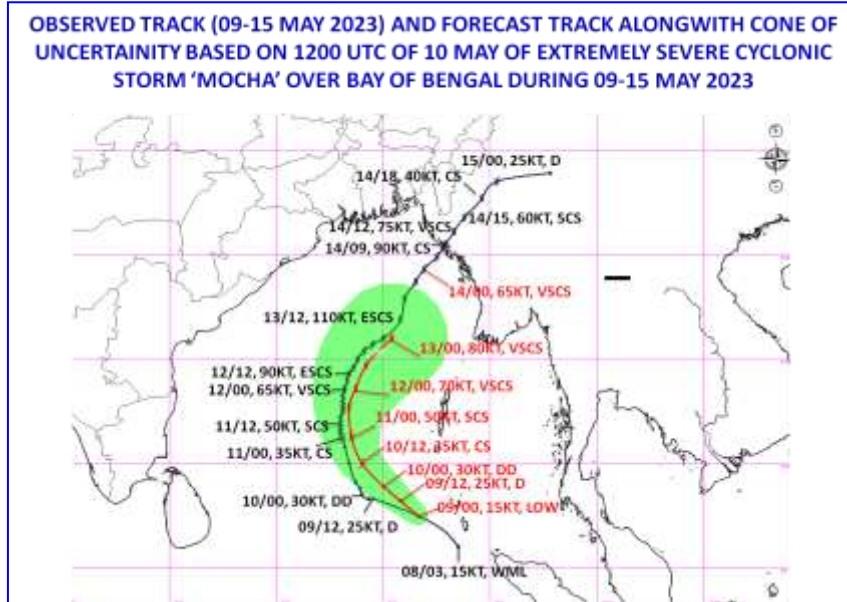 OBSERVED TRACK (09-15 MAY 2023) AND FORECAST TRACK ALONGWITH CONE OF
UNCERTAINITY BASED ON 1200 UTC OF 10 MAY OF EXTREMELY SEVERE CYCLONIC
STORM ‘MOCHA’ OVER BAY OF BENGAL DURING 09-15 MAY 2023
15/00, 25KT, D
14/18, 40KT, CS
14/15, 60KT, SCS
14/12, 75KT, VSCS
14/09, 90KT, CS
14/00, 65KT, VSCS
13/12, 110KT, ESCS
13/00, 80KT, VSCS
12/12, 90KT, ESCS
12/00, 65KT, VSCS
12/00, 70KT, VSCS
11/00, 50KT, SCS
11/12, 50KT, SCS
11/00, 35KT, CS
10/12, 35KT, CS
10/00, 30KT, DD
09/12, 25KT, D
10/00, 30KT, DD
09/00, 15KT, LOW
09/12, 25KT, D
08/03, 15KT, WML